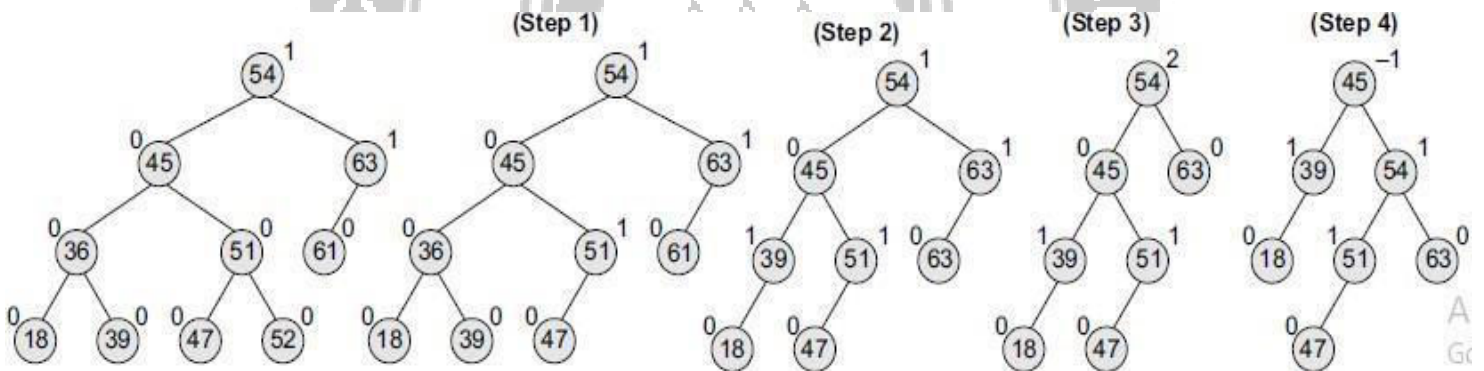 1
54
0 45 63 1
0 36 51 0 61 0
0 18 39 0 0 47 52 0
(Step 1)
1
54
0 45 63 1
0 36 51 1 0 61
0 18 39 0 0 47
(Step 2)
1
54
0 45 63 1
1 39 51 1 0 63
0 18 0 47
(Step 3)
2
54
0 45 63 0
1 39 51 1
0 18 0 47
(Step 4)
–1
45
1 39 54 1
0 18 1 51 63 0
0 47
A